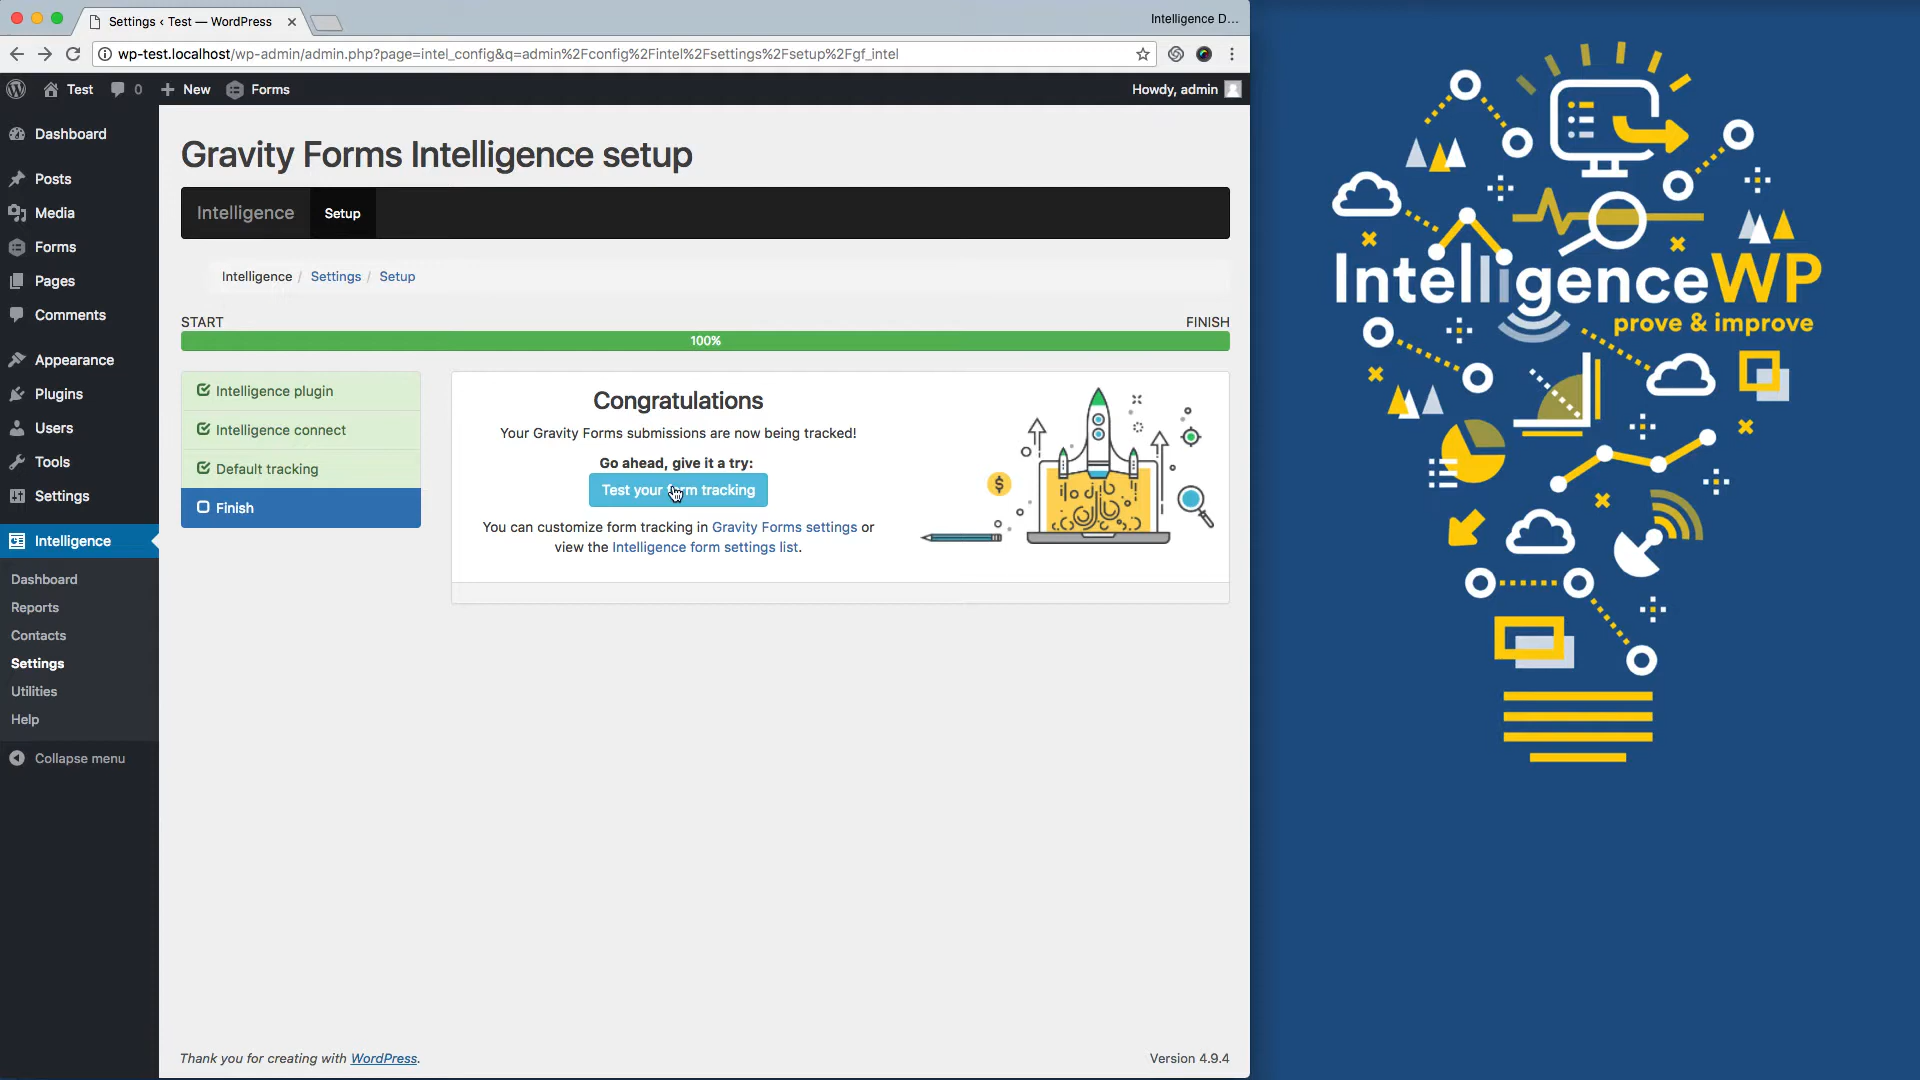 Settings ‹ Test — WordPress
Intelligence D...
wp-test.localhost/wp-admin/admin.php?page=intel_config&q=admin%2Fconfig%2Fintel%2Fsettings%2Fsetup%2Fgf_intel
Test
0
New
Forms
Howdy, admin
Dashboard
Posts
Media
Forms
Pages
Comments
Appearance
Plugins
Users
Tools
Settings
Intelligence
Dashboard
Reports
Contacts
Settings
Utilities
Help
Collapse menu
Gravity Forms Intelligence setup
Intelligence
Setup
Intelligence / Settings / Setup
START
FINISH
100%
Intelligence plugin
Intelligence connect
Default tracking
Finish
Congratulations
Your Gravity Forms submissions are now being tracked!
Go ahead, give it a try:
Test your form tracking
You can customize form tracking in Gravity Forms settings or
view the Intelligence form settings list.
$
Thank you for creating with WordPress.
Version 4.9.4
IntelligenceWP
prove & improve